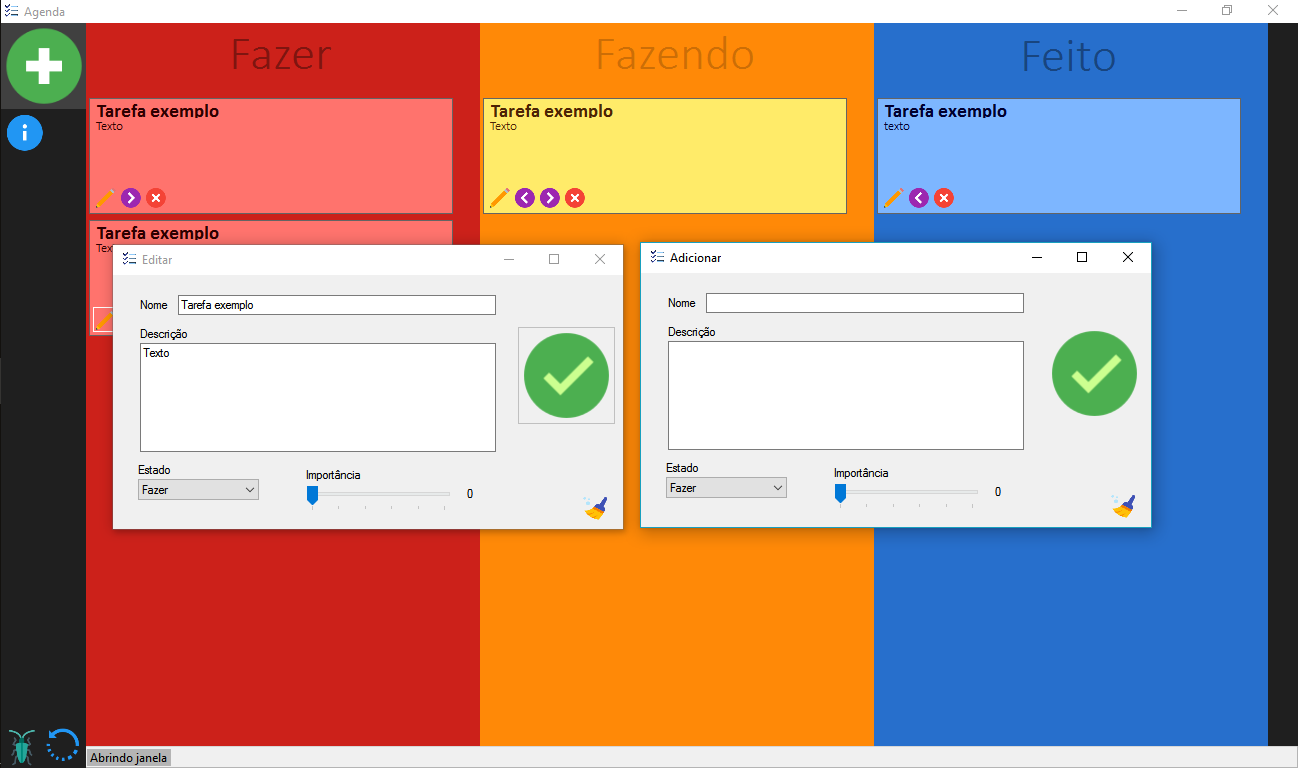 Agenda
Fazer
Fazendo
Feito
Tarefa exemplo
Texto
Tarefa exemplo
Texto
Tarefa exemplo
texto
Tarefa exemplo
Editar
Nome
Tarefa exemplo
Descrição
Texto
Estado
Fazer
Importância
0
Adicionar
Nome
Descrição
Estado
Fazer
Importância
0
Abrindo janela